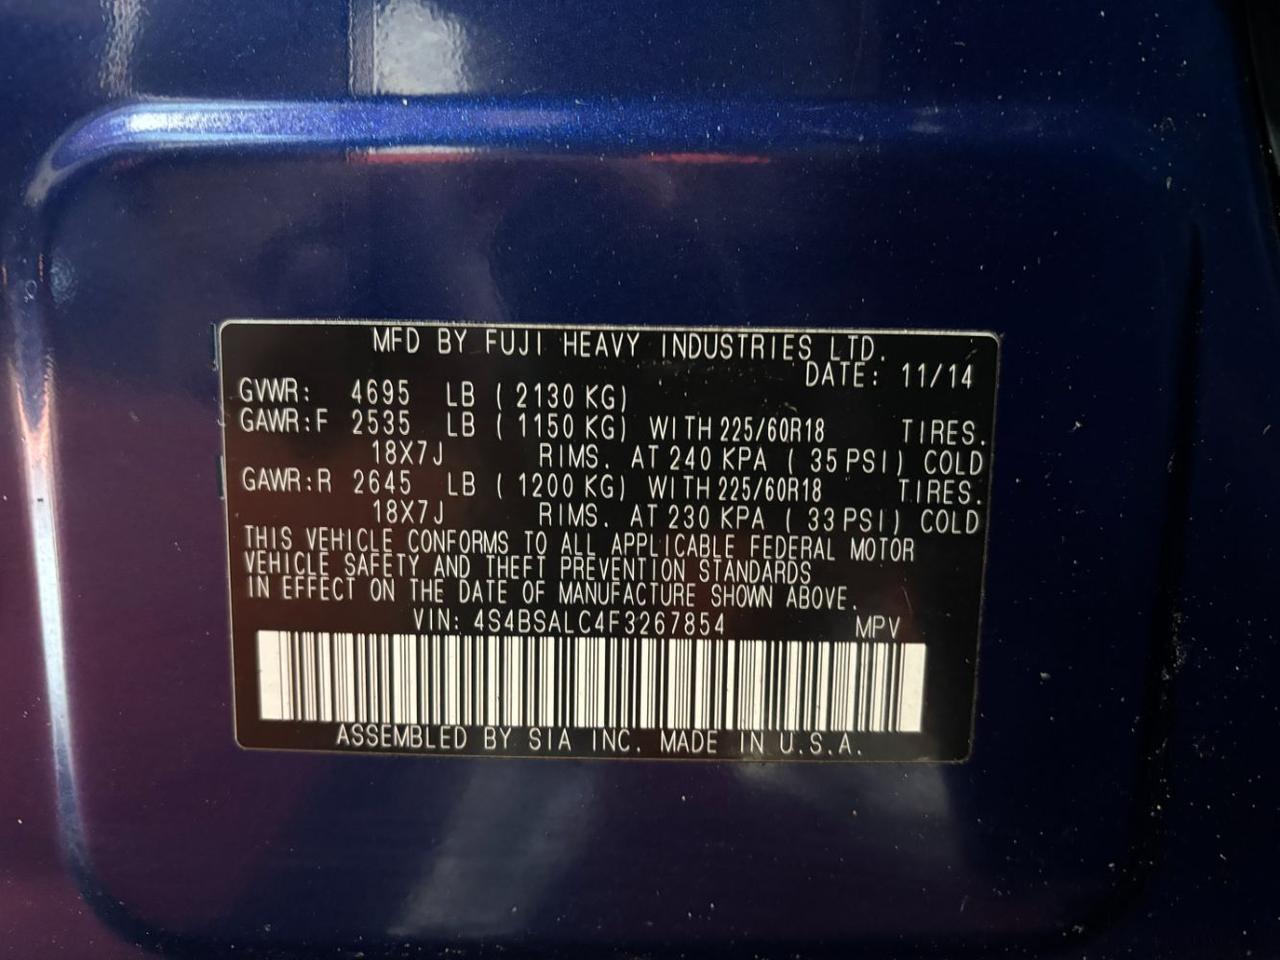 MFD BY FUJI HEAVY INDUSTRIES LTD.
DATE: 11/14
GVWR: 4695 LB ( 2130 KG)
GAWR:F 2535 LB ( 1150 KG) WITH 225/60R18 TIRES.
18X7J RIMS. AT 240 KPA ( 35 PSI) COLD
GAWR:R 2645 LB ( 1200 KG) WITH 225/60R18 TIRES.
18X7J RIMS. AT 230 KPA ( 33 PSI) COLD
THIS VEHICLE CONFORMS TO ALL APPLICABLE FEDERAL MOTOR
VEHICLE SAFETY AND THEFT PREVENTION STANDARDS
IN EFFECT ON THE DATE OF MANUFACTURE SHOWN ABOVE.
VIN: 4S4BSALC4F3267854 MPV
ASSEMBLED BY SIA INC. MADE IN U.S.A.